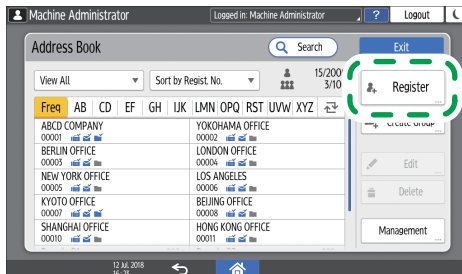 Machine Administrator
Logged in: Machine Administrator
?
Logout
Address Book
Search
Exit
View All
Sort by Regist. No.
15/2000
3/10
Register
Freq AB CD EF GH IJK LMN OPQ RST UVW XYZ
Create Group
ABCD COMPANY
00001
YOKOHAMA OFFICE
00002
BERLIN OFFICE
00003
LONDON OFFICE
00004
Edit
NEW YORK OFFICE
00005
LOS ANGELES
00006
Delete
KYOTO OFFICE
00007
BEIJING OFFICE
00008
SHANGHAI OFFICE
00010
HONG KONG OFFICE
00011
Management
12 Jul. 2018
16:23